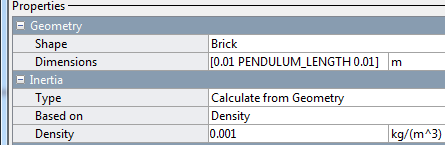 Properties
Geometry
Shape Brick
Dimensions [0.01 PENDULUM_LENGTH 0.01] m
Inertia
Type Calculate from Geometry
Based on Density
Density 0.001 kg/(m^3)